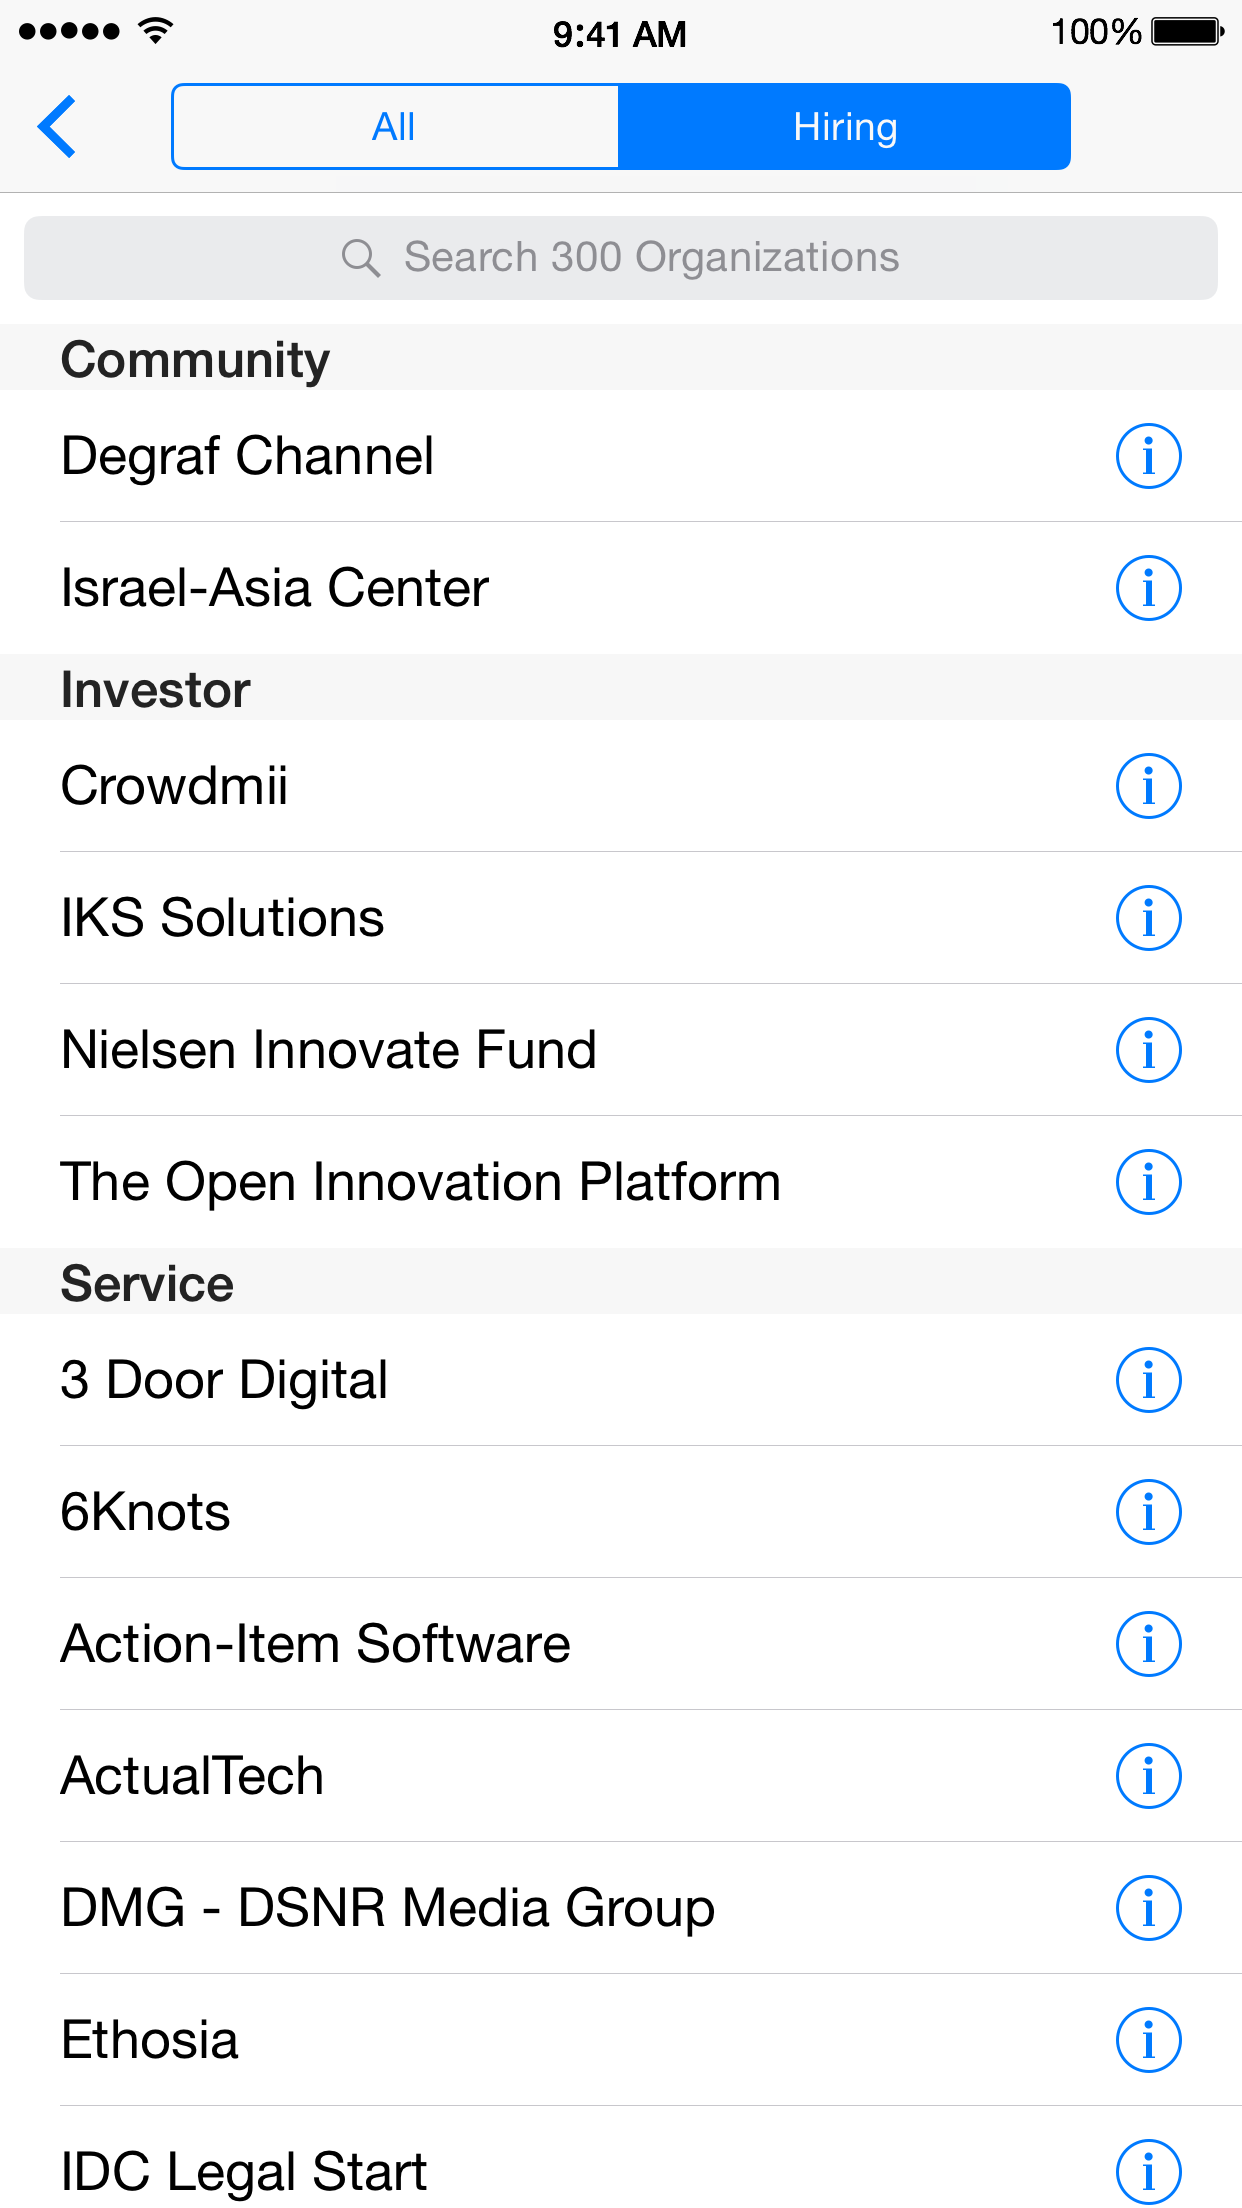 9:41 AM
100%
All
Hiring
Search 300 Organizations
Community
Degraf Channel
Israel-Asia Center
Investor
Crowdmii
IKS Solutions
Nielsen Innovate Fund
The Open Innovation Platform
Service
3 Door Digital
6Knots
Action-Item Software
ActualTech
DMG - DSNR Media Group
Ethosia
IDC Legal Start